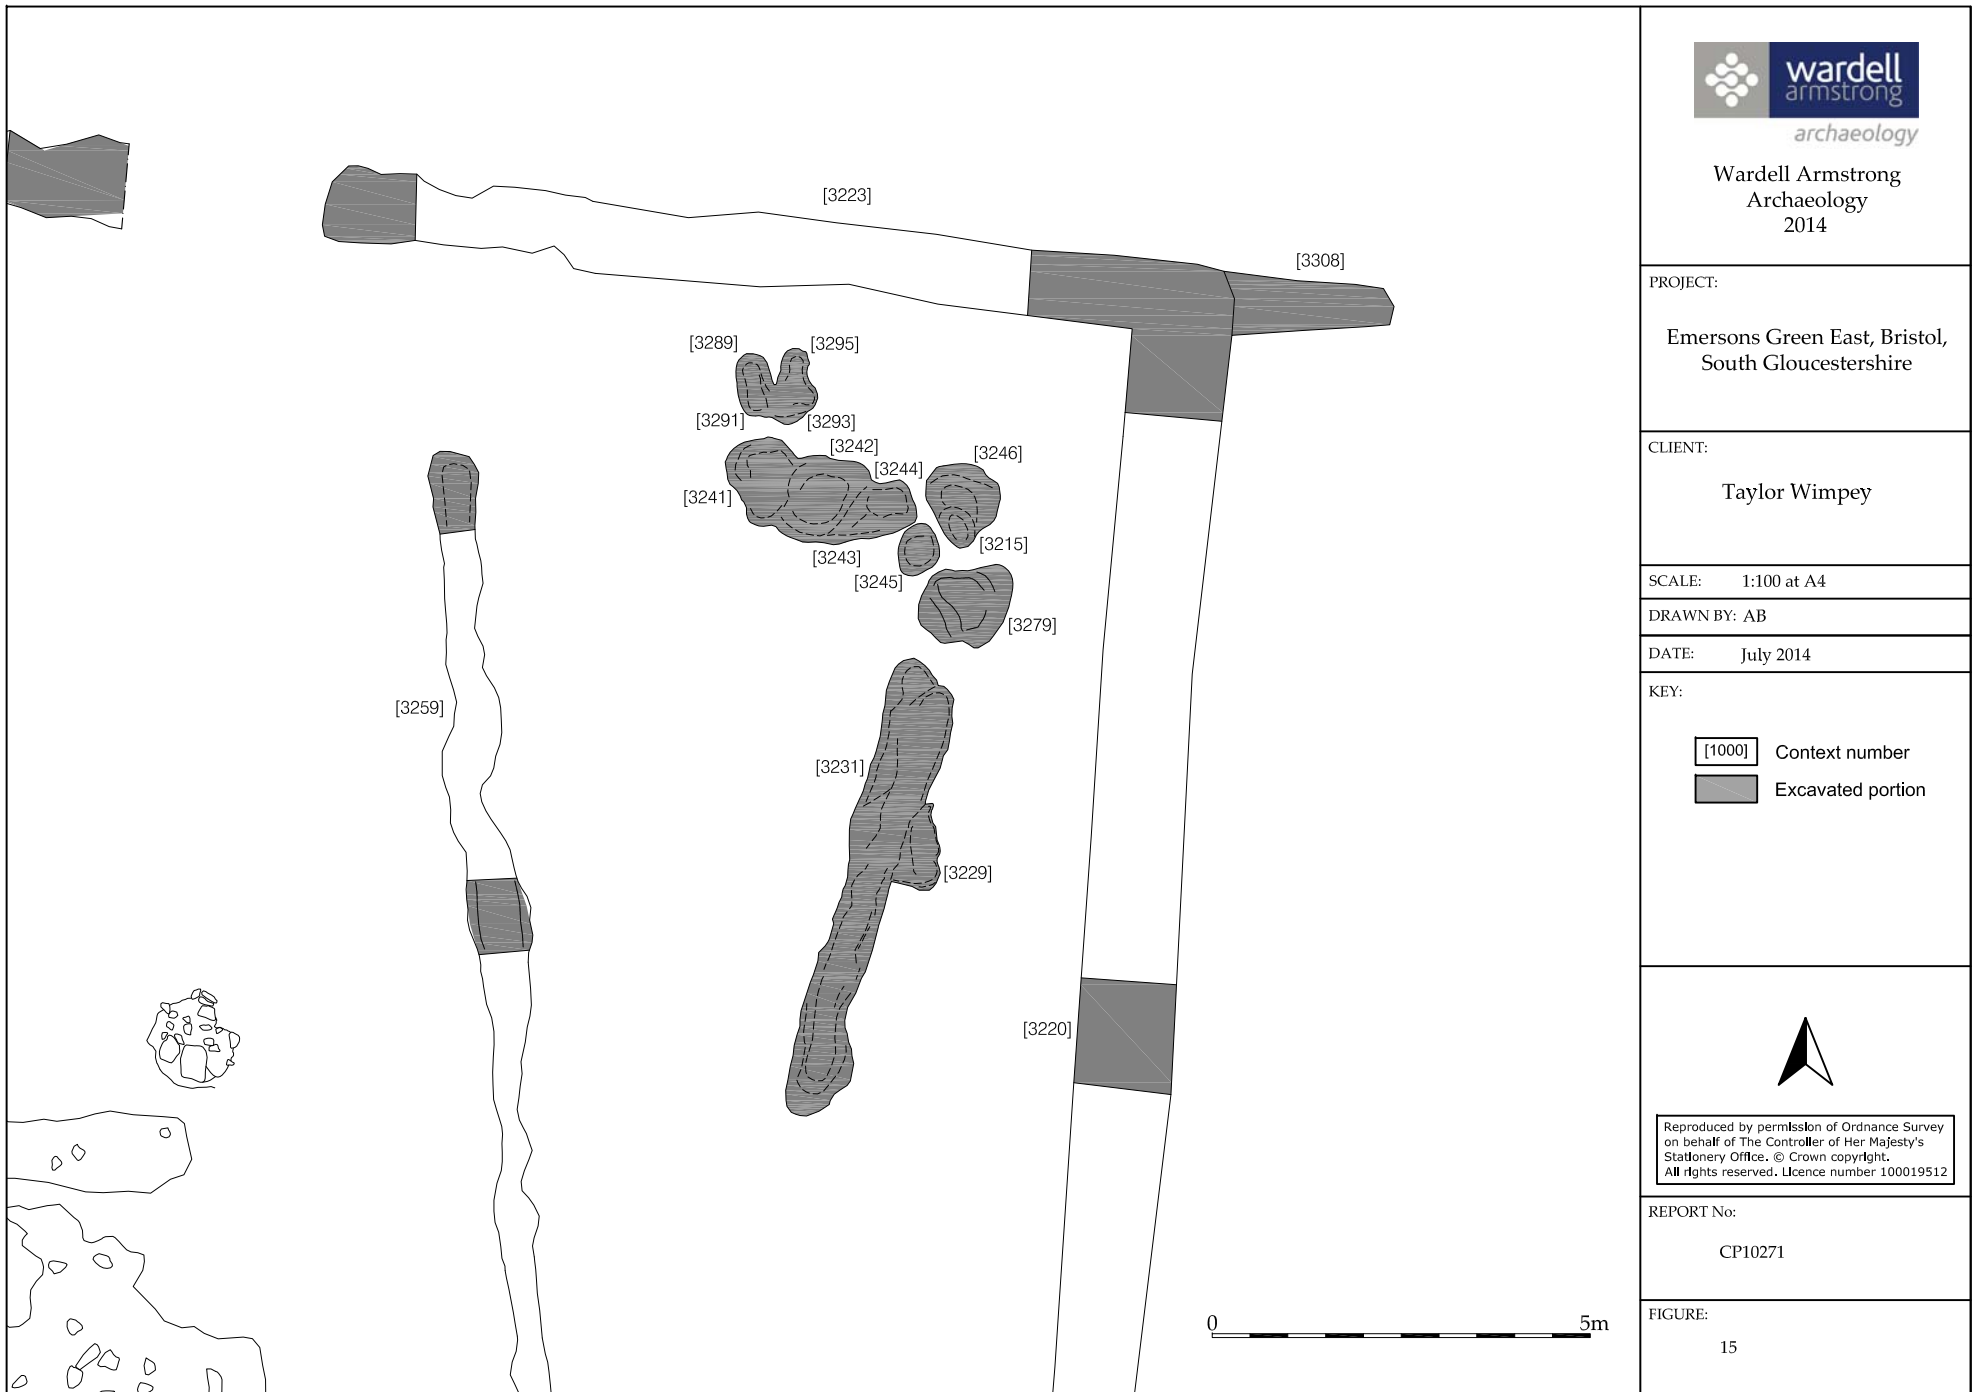 [3223]
[3308]
[3289]
[3295]
[3291]
[3293]
[3242]
[3244]
[3246]
[3241]
[3243]
[3245]
[3215]
[3279]
[3259]
[3231]
[3229]
[3220]
0 5m
wardell
armstrong
archaeology
Wardell Armstrong
Archaeology
2014
PROJECT:
Emersons Green East, Bristol,
South Gloucestershire
CLIENT:
Taylor Wimpey
SCALE: 1:100 at A4
DRAWN BY: AB
DATE: July 2014
KEY:
[1000] Context number
Excavated portion
Reproduced by permission of Ordnance Survey
on behalf of The Controller of Her Majesty's
Stationery Office. © Crown copyright.
All rights reserved. Licence number 100019512
REPORT No:
CP10271
FIGURE:
15